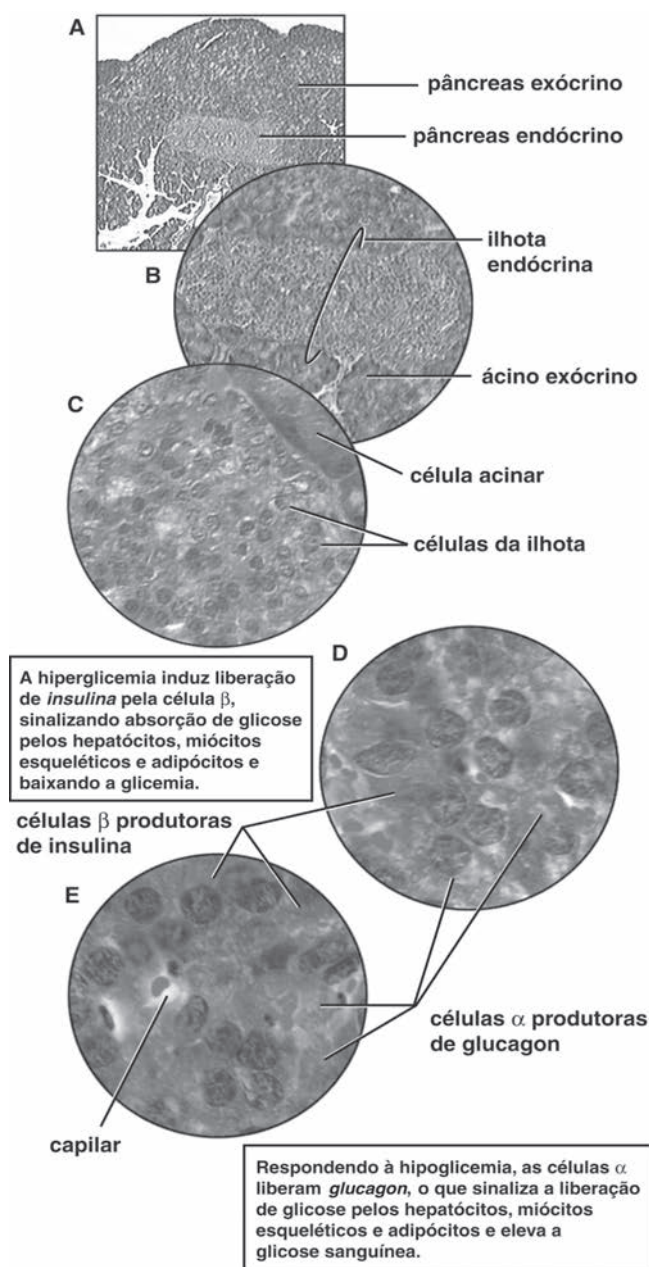 A
pâncreas exócrino
pâncreas endócrino
ilhota
endócrina
B
ácino exócrino
C
célula acinar
células da ilhota
D
A hiperglicemia induz liberação
de insulina pela célula β,
sinalizando absorção de glicose
pelos hepatócitos, miócitos
esqueléticos e adipócitos e
baixando a glicemia.
células β produtoras
de insulina
E
células α produtoras
de glucagon
capilar
Respondendo à hipoglicemia, as células α
liberam glucagon, o que sinaliza a liberação
de glicose pelos hepatócitos, miócitos
esqueléticos e adipócitos e eleva a
glicose sanguínea.